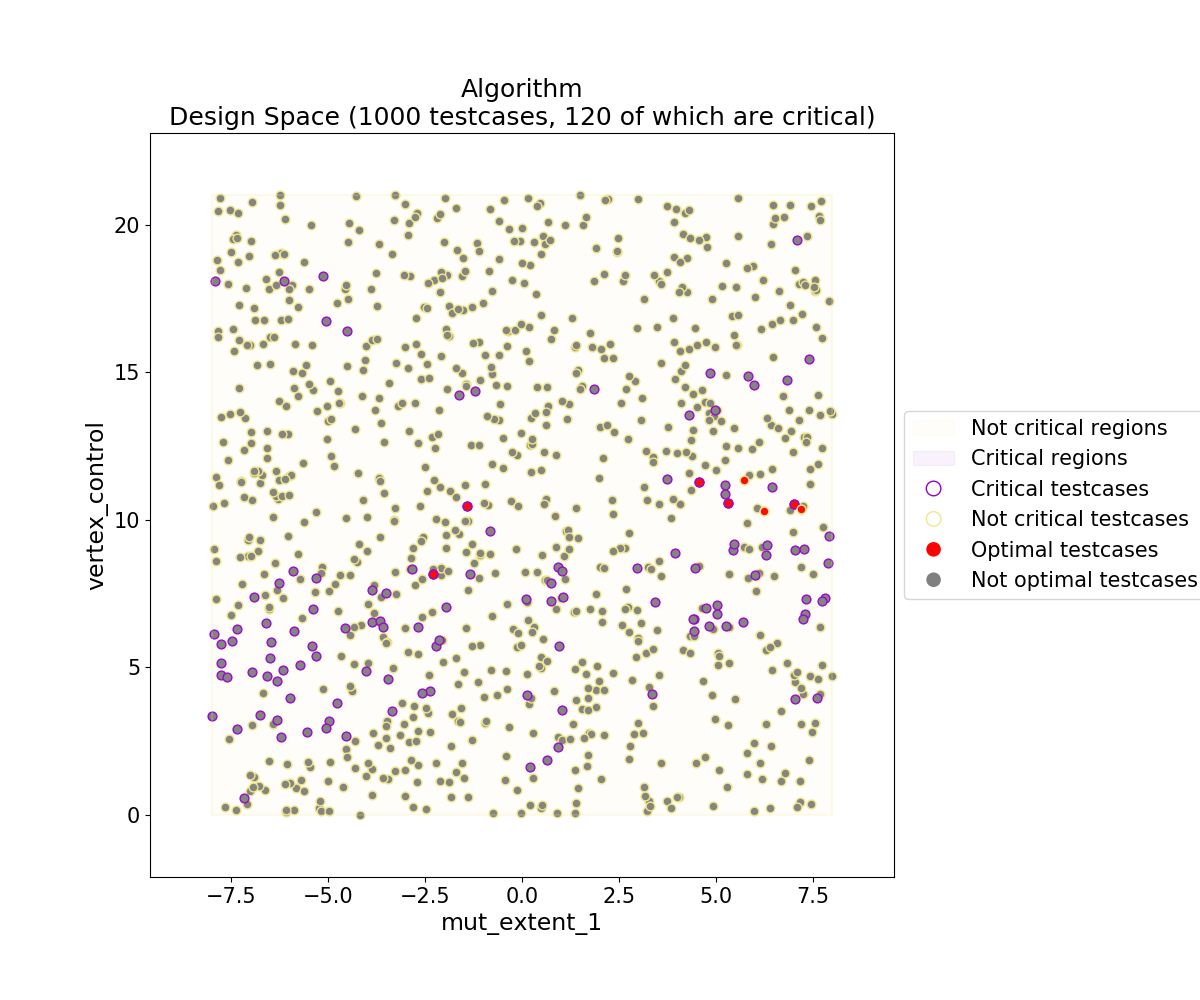 Algorithm
Design Space (1000 testcases, 120 of which are critical)
20
15
10
5
0
vertex_control
−7.5
−5.0
−2.5
0.0
2.5
5.0
7.5
mut_extent_1
Not critical regions
Critical regions
Critical testcases
Not critical testcases
Optimal testcases
Not optimal testcases